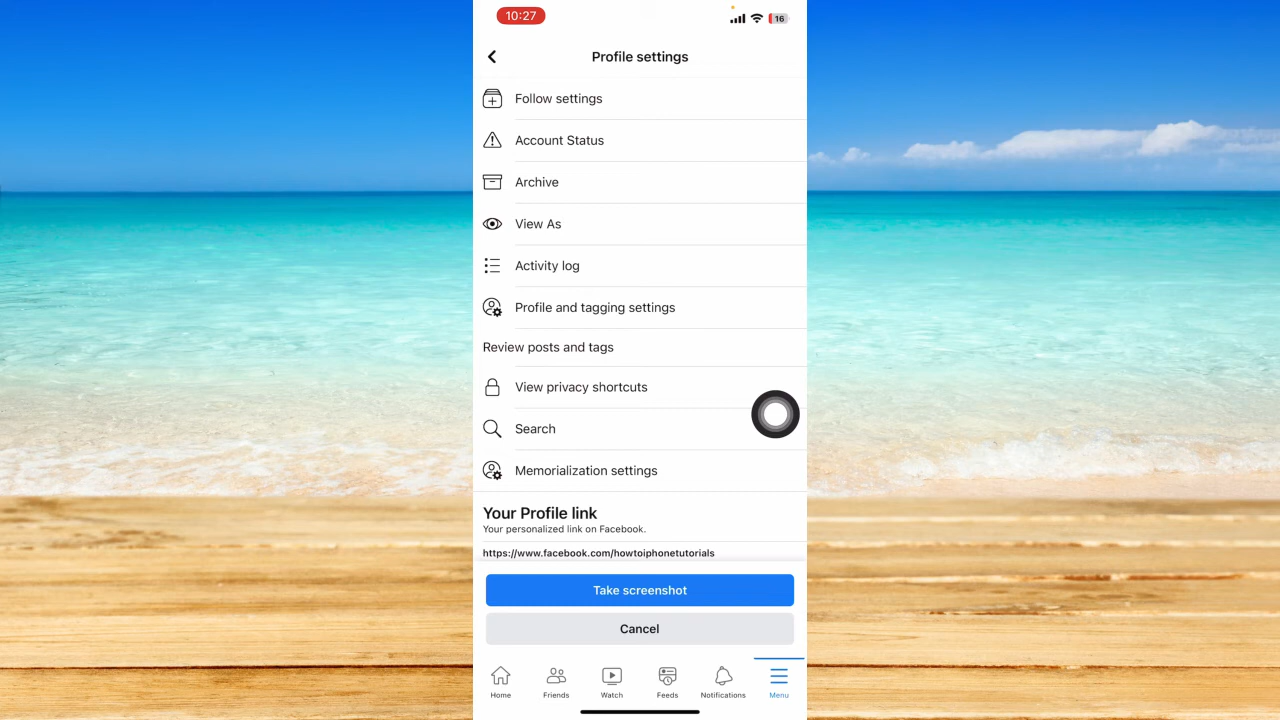 10:27
16
Profile settings
Follow settings
Account Status
Archive
View As
Activity log
Profile and tagging settings
Review posts and tags
View privacy shortcuts
Search
Memorialization settings
Your Profile link
Your personalized link on Facebook.
https://www.facebook.com/howtoiphonetutorials
Take screenshot
Cancel
Home Friends Watch Feeds Notifications Menu